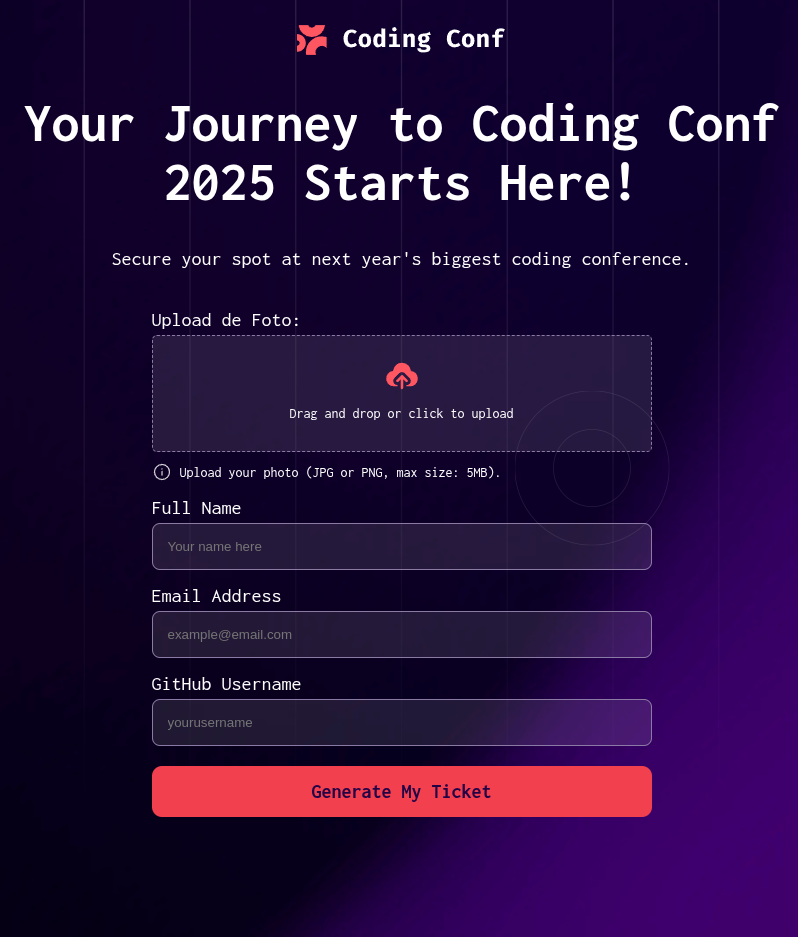 Coding Conf
Your Journey to Coding Conf
2025 Starts Here!
Secure your spot at next year's biggest coding conference.
Upload de Foto:
Drag and drop or click to upload
Upload your photo (JPG or PNG, max size: 5MB).
Full Name
Your name here
Email Address
example@email.com
GitHub Username
yourusername
Generate My Ticket